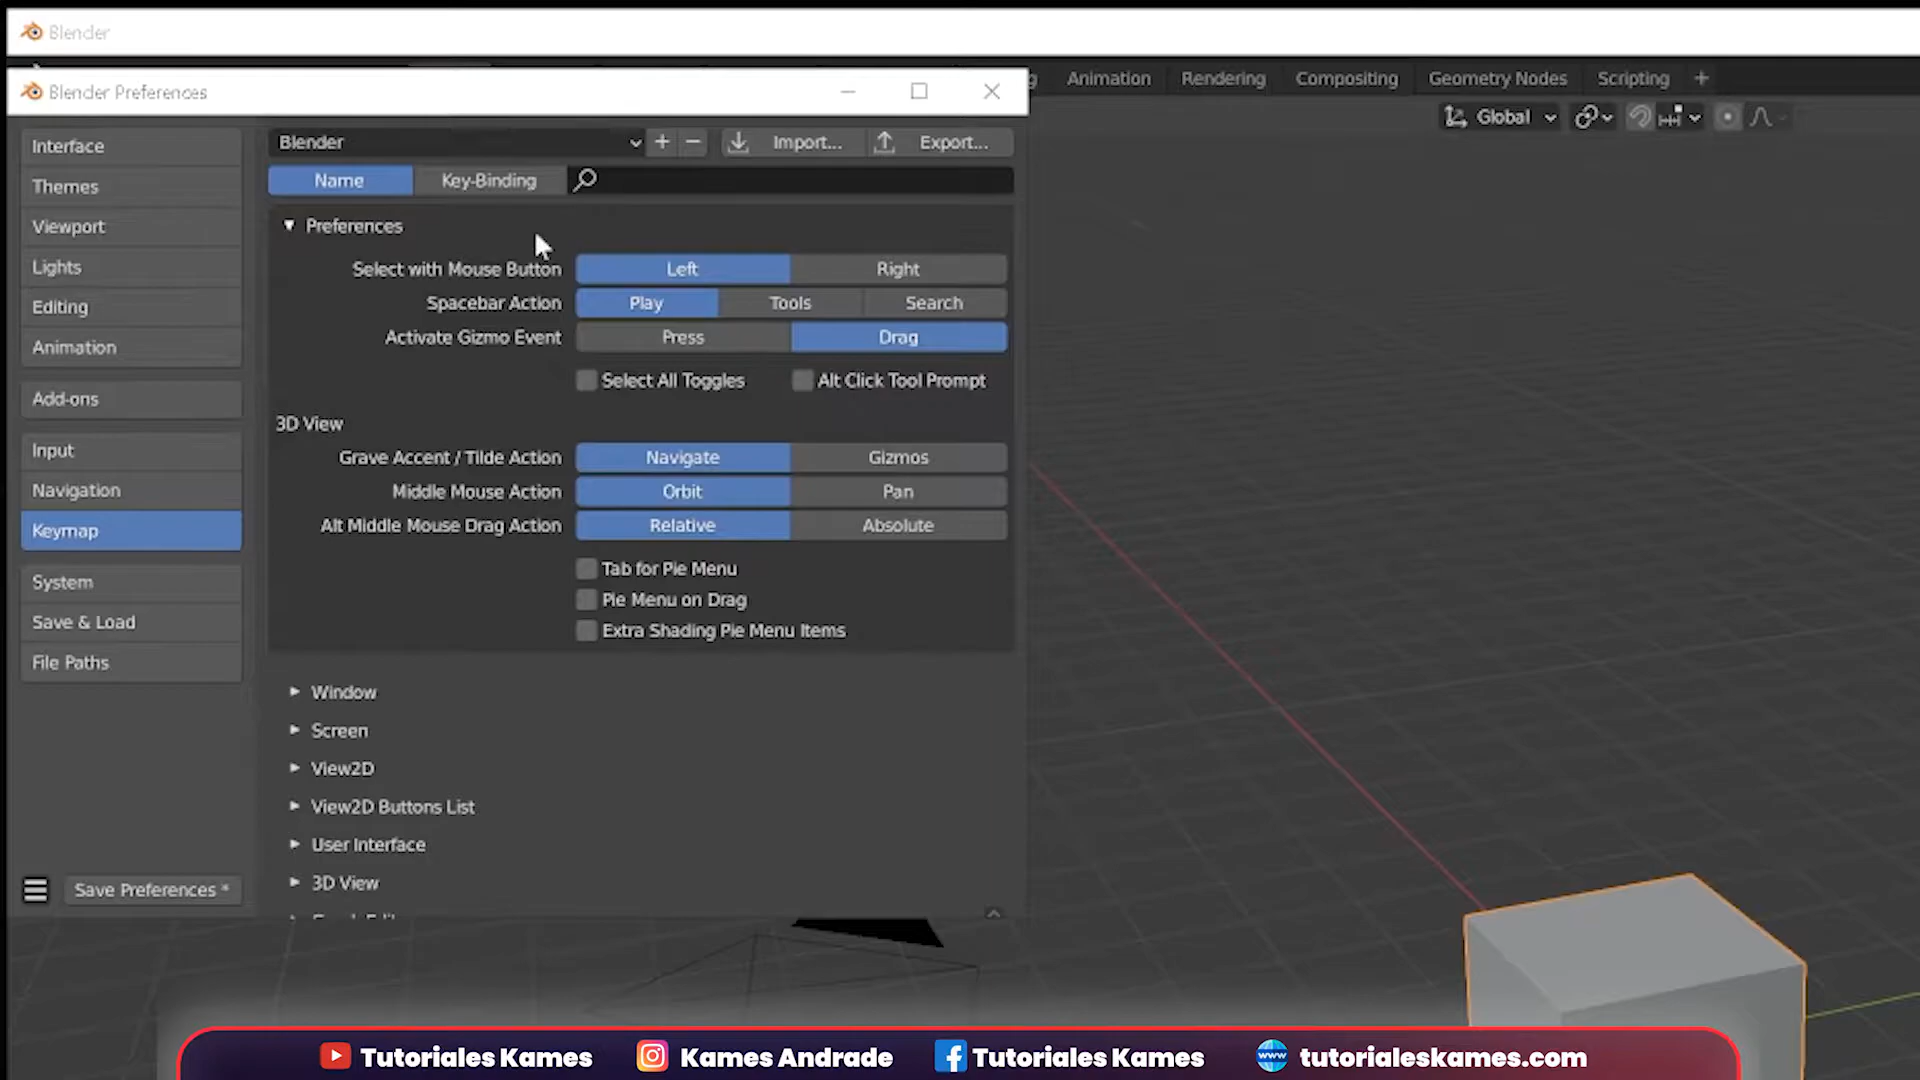 Blender
Animation Rendering Compositing Geometry Nodes Scripting +
Blender Preferences
Global
Interface
Themes
Viewport
Lights
Editing
Animation
Add-ons
Input
Navigation
Keymap
System
Save & Load
File Paths
Save Preferences *
Blender + − Import... Export...
Name Key-Binding
Preferences
Select with Mouse Button Left Right
Spacebar Action Play Tools Search
Activate Gizmo Event Press Drag
Select All Toggles Alt Click Tool Prompt
3D View
Grave Accent / Tilde Action Navigate Gizmos
Middle Mouse Action Orbit Pan
Alt Middle Mouse Drag Action Relative Absolute
Tab for Pie Menu
Pie Menu on Drag
Extra Shading Pie Menu Items
Window
Screen
View2D
View2D Buttons List
User Interface
3D View
Tutoriales Kames Kames Andrade Tutoriales Kames www tutorialeskames.com